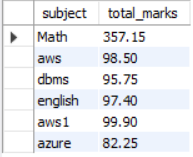 subject total_marks
Math 357.15
aws 98.50
dbms 95.75
english 97.40
aws1 99.90
azure 82.25